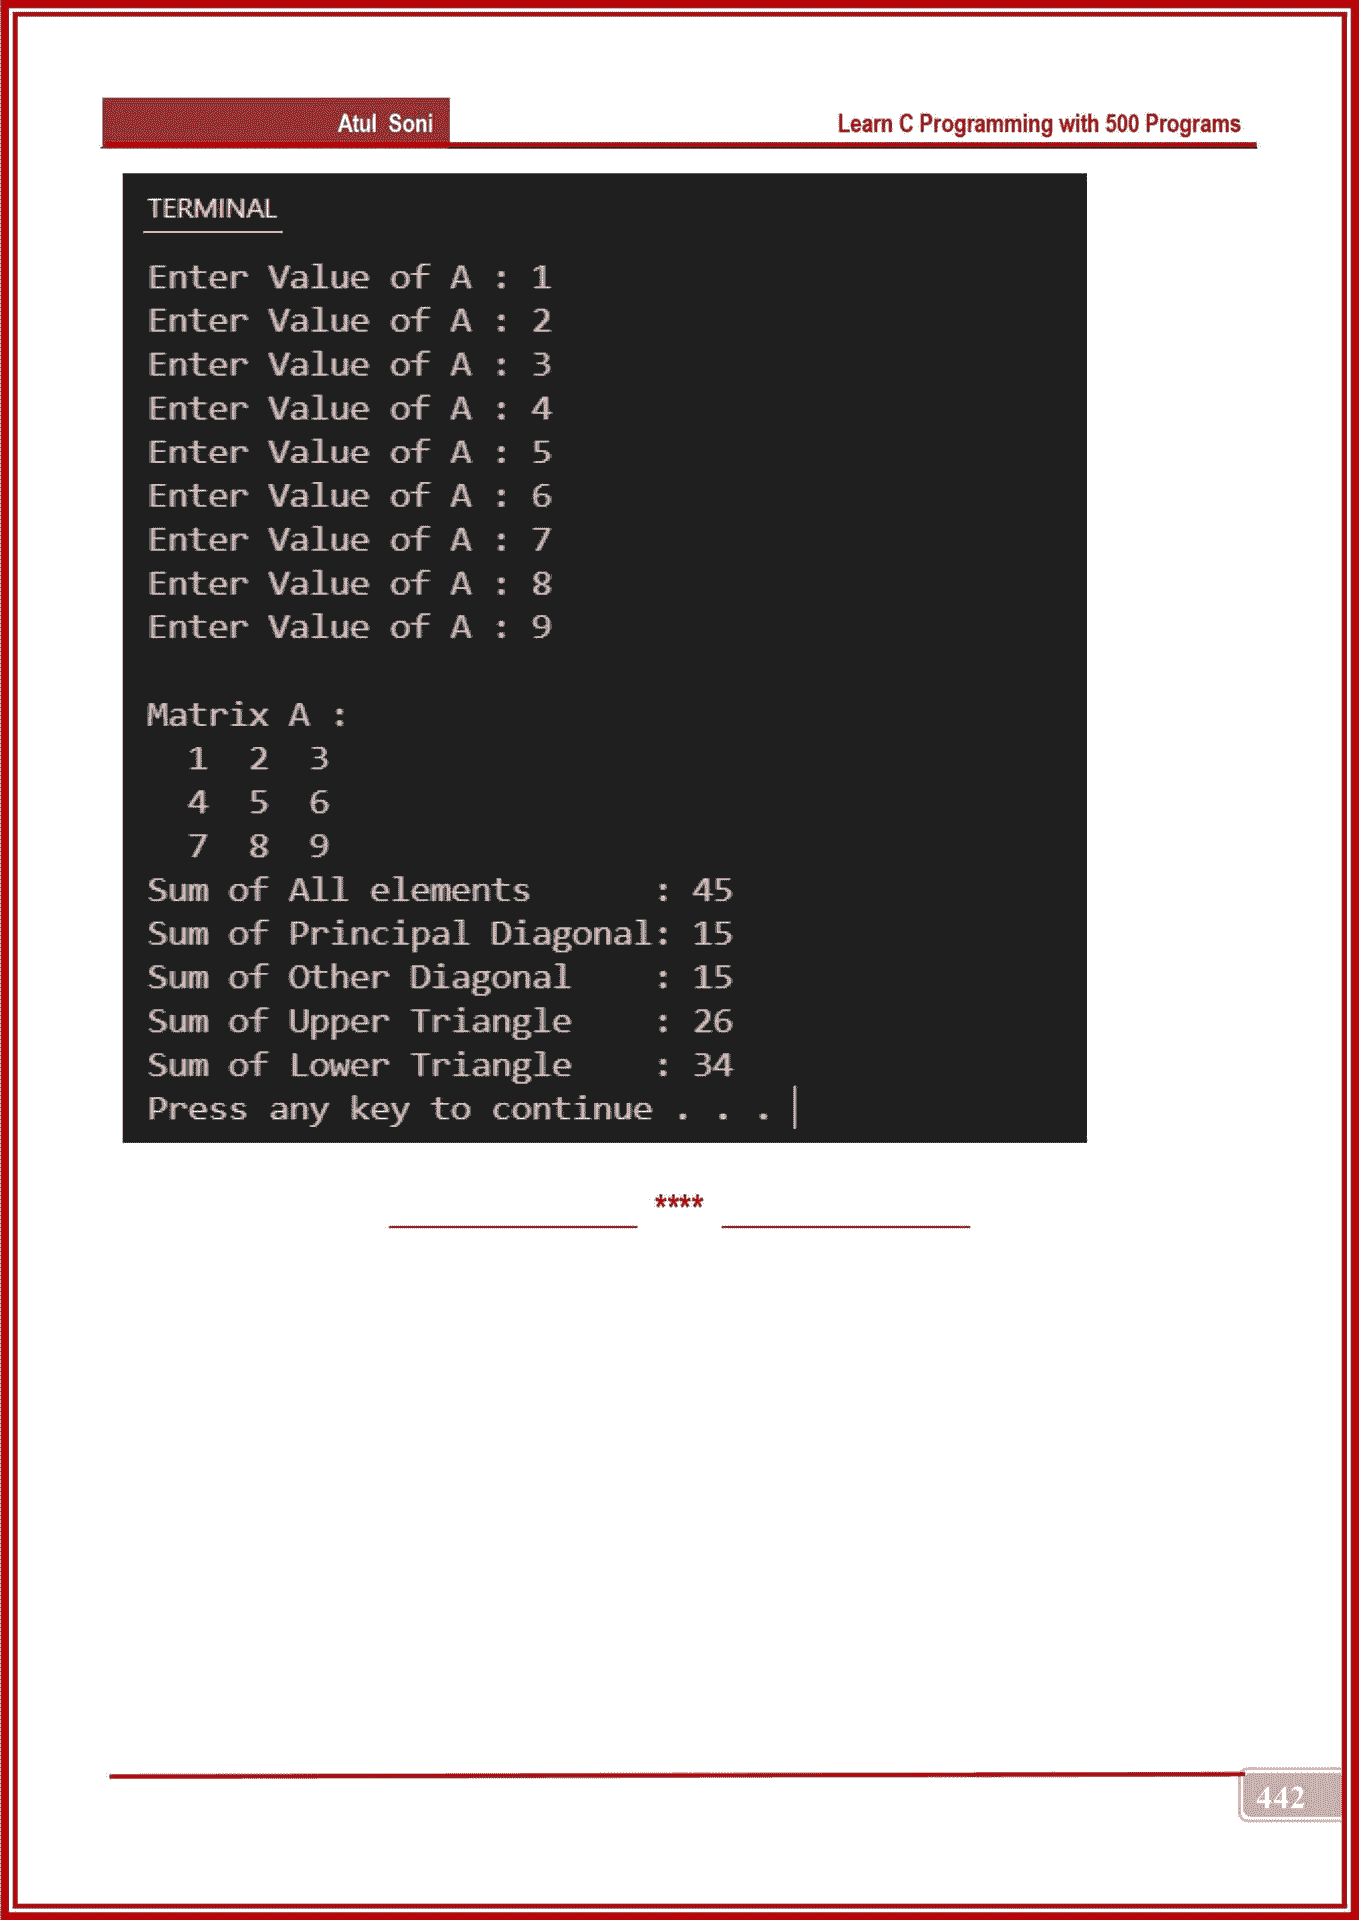 Atul Soni
Learn C Programming with 500 Programs
TERMINAL
Enter Value of A : 1
Enter Value of A : 2
Enter Value of A : 3
Enter Value of A : 4
Enter Value of A : 5
Enter Value of A : 6
Enter Value of A : 7
Enter Value of A : 8
Enter Value of A : 9
Matrix A :
1 2 3
4 5 6
7 8 9
Sum of All elements : 45
Sum of Principal Diagonal: 15
Sum of Other Diagonal : 15
Sum of Upper Triangle : 26
Sum of Lower Triangle : 34
Press any key to continue . . .
****
442